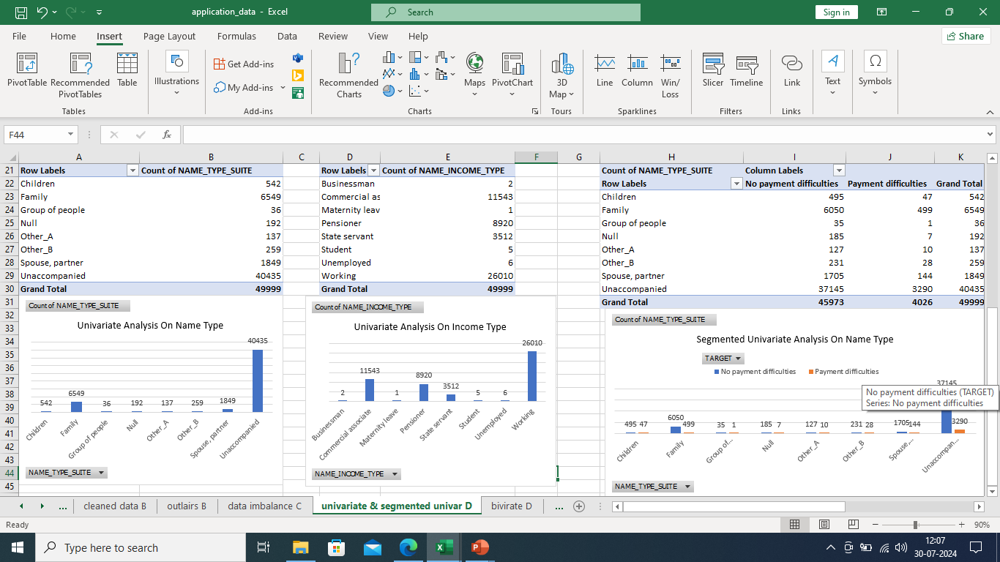 application_data - Excel
Search
Sign in
File Home Insert Page Layout Formulas Data Review View Help
Share
PivotTable
Recommended PivotTables
Table
Tables
Illustrations
Get Add-ins
My Add-ins
Add-ins
Recommended Charts
Maps
PivotChart
Charts
3D Map
Tours
Line
Column
Win/ Loss
Sparklines
Slicer
Timeline
Filters
Link
Links
Text
Symbols
F44
fx
A B C D E F G H I J K
21 Row Labels Count of NAME_TYPE_SUITE Row Labels Count of NAME_INCOME_TYPE Count of NAME_TYPE_SUITE Column Labels
22 Children 542 Businessman 2 Row Labels No payment difficulties Payment difficulties Grand Total
23 Family 6549 Commercial as 11543 Children 495 47 542
24 Group of people 36 Maternity leav 1 Family 6050 499 6549
25 Null 192 Pensioner 8920 Group of people 35 1 36
26 Other_A 137 State servant 3512 Null 185 7 192
27 Other_B 259 Student 5 Other_A 127 10 137
28 Spouse, partner 1849 Unemployed 6 Other_B 231 28 259
29 Unaccompanied 40435 Working 26010 Spouse, partner 1705 144 1849
30 Grand Total 49999 Grand Total 49999 Unaccompanied 37145 3290 40435
31 Grand Total 45973 4026 49999
32
33
34
35
36
37
38
39
40
41
42
43
44
45
Count of NAME_TYPE_SUITE
Univariate Analysis On Name Type
542 6549 36 192 137 259 1849 40435
Children Family Group of people Null Other_A Other_B Spouse, partner Unaccompanied
NAME_TYPE_SUITE
Count of NAME_INCOME_TYPE
Univariate Analysis On Income Type
2 11543 1 8920 3512 5 6 26010
Businessman Commercial associate Maternity leave Pensioner State servant Student Unemployed Working
NAME_INCOME_TYPE
Count of NAME_TYPE_SUITE
Segmented Univariate Analysis On Name Type
TARGET
No payment difficulties Payment difficulties
37145
No payment difficulties (TARGET)
Series: No payment difficulties
495 47 6050 499 35 1 185 7 127 10 231 28 1705 144 3290
Children Family Group of... Null Other_A Other_B Spouse,... Unaccompan...
NAME_TYPE_SUITE
... cleaned data B outlairs B data imbalance C univariate & segmented univar D bivirate D ...
Ready
90%
Type here to search
12:07
30-07-2024